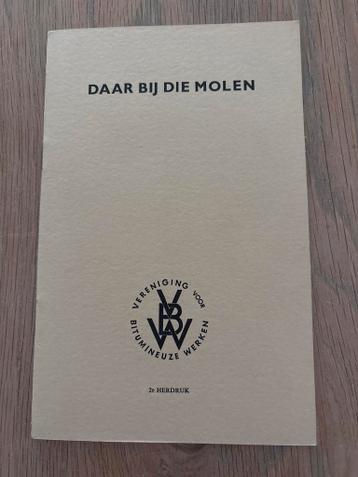 DAAR BIJ DIE MOLEN
VERENIGING VOOR
BITUMINEUZE WERKEN
VBW
2e HERDRUK